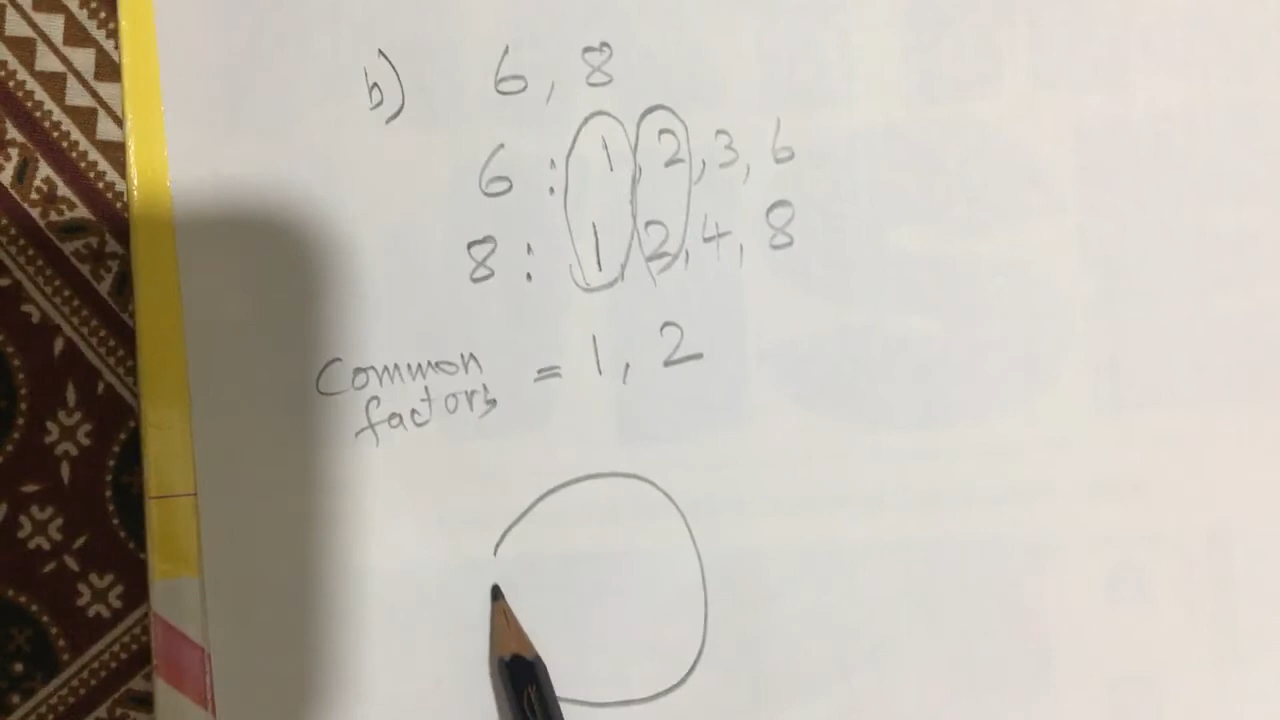 b) 6, 8
6 : 1, 2, 3, 6
8 : 1, 2, 4, 8
Common factors = 1, 2